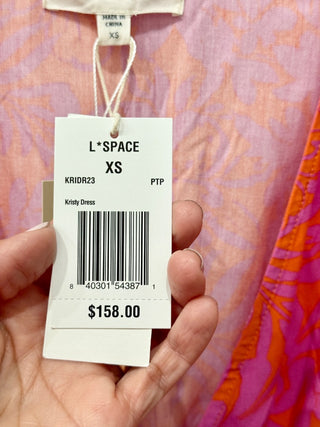 MADE IN
CHINA
XS
L*SPACE
XS
KRIDR23 PTP
Kristy Dress
8 40301 54387 1
$158.00